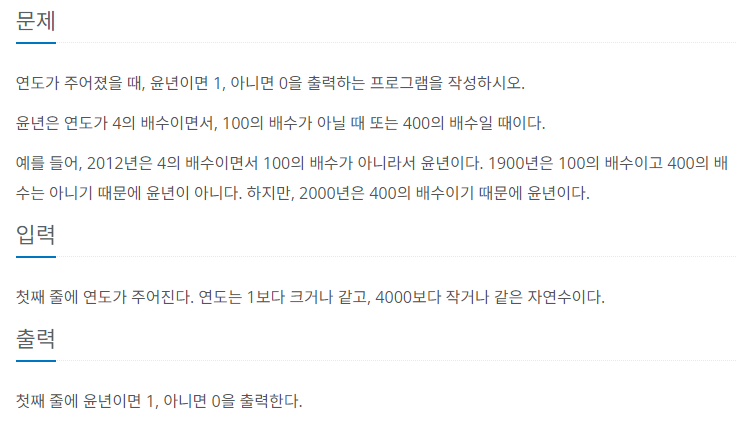 문제
연도가 주어졌을 때, 윤년이면 1, 아니면 0을 출력하는 프로그램을 작성하시오.
윤년은 연도가 4의 배수이면서, 100의 배수가 아닐 때 또는 400의 배수일 때이다.
예를 들어, 2012년은 4의 배수이면서 100의 배수가 아니라서 윤년이다. 1900년은 100의 배수이고 400의 배
수는 아니기 때문에 윤년이 아니다. 하지만, 2000년은 400의 배수이기 때문에 윤년이다.
입력
첫째 줄에 연도가 주어진다. 연도는 1보다 크거나 같고, 4000보다 작거나 같은 자연수이다.
출력
첫째 줄에 윤년이면 1, 아니면 0을 출력한다.